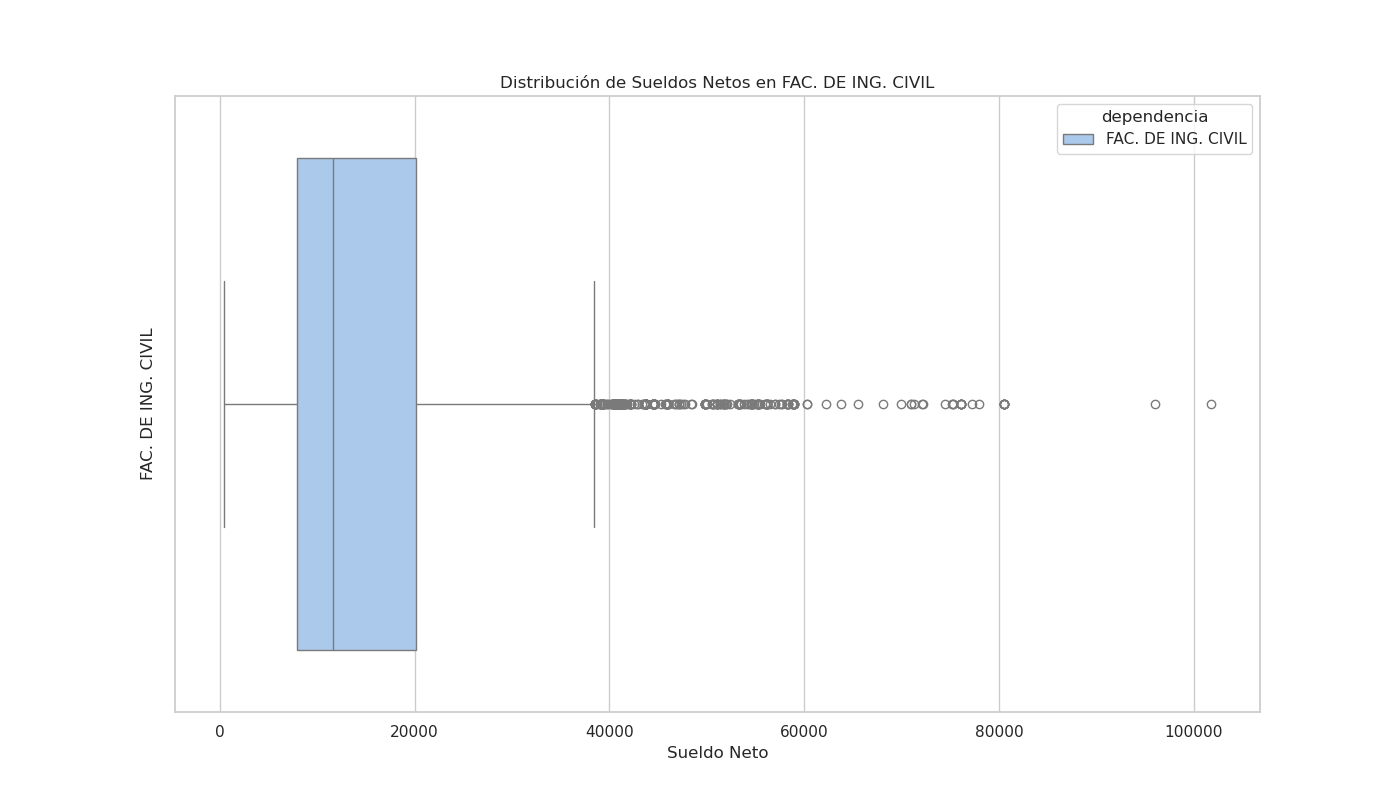 Distribución de Sueldos Netos en FAC. DE ING. CIVIL
dependencia
FAC. DE ING. CIVIL
FAC. DE ING. CIVIL
0 20000 40000 60000 80000 100000
Sueldo Neto